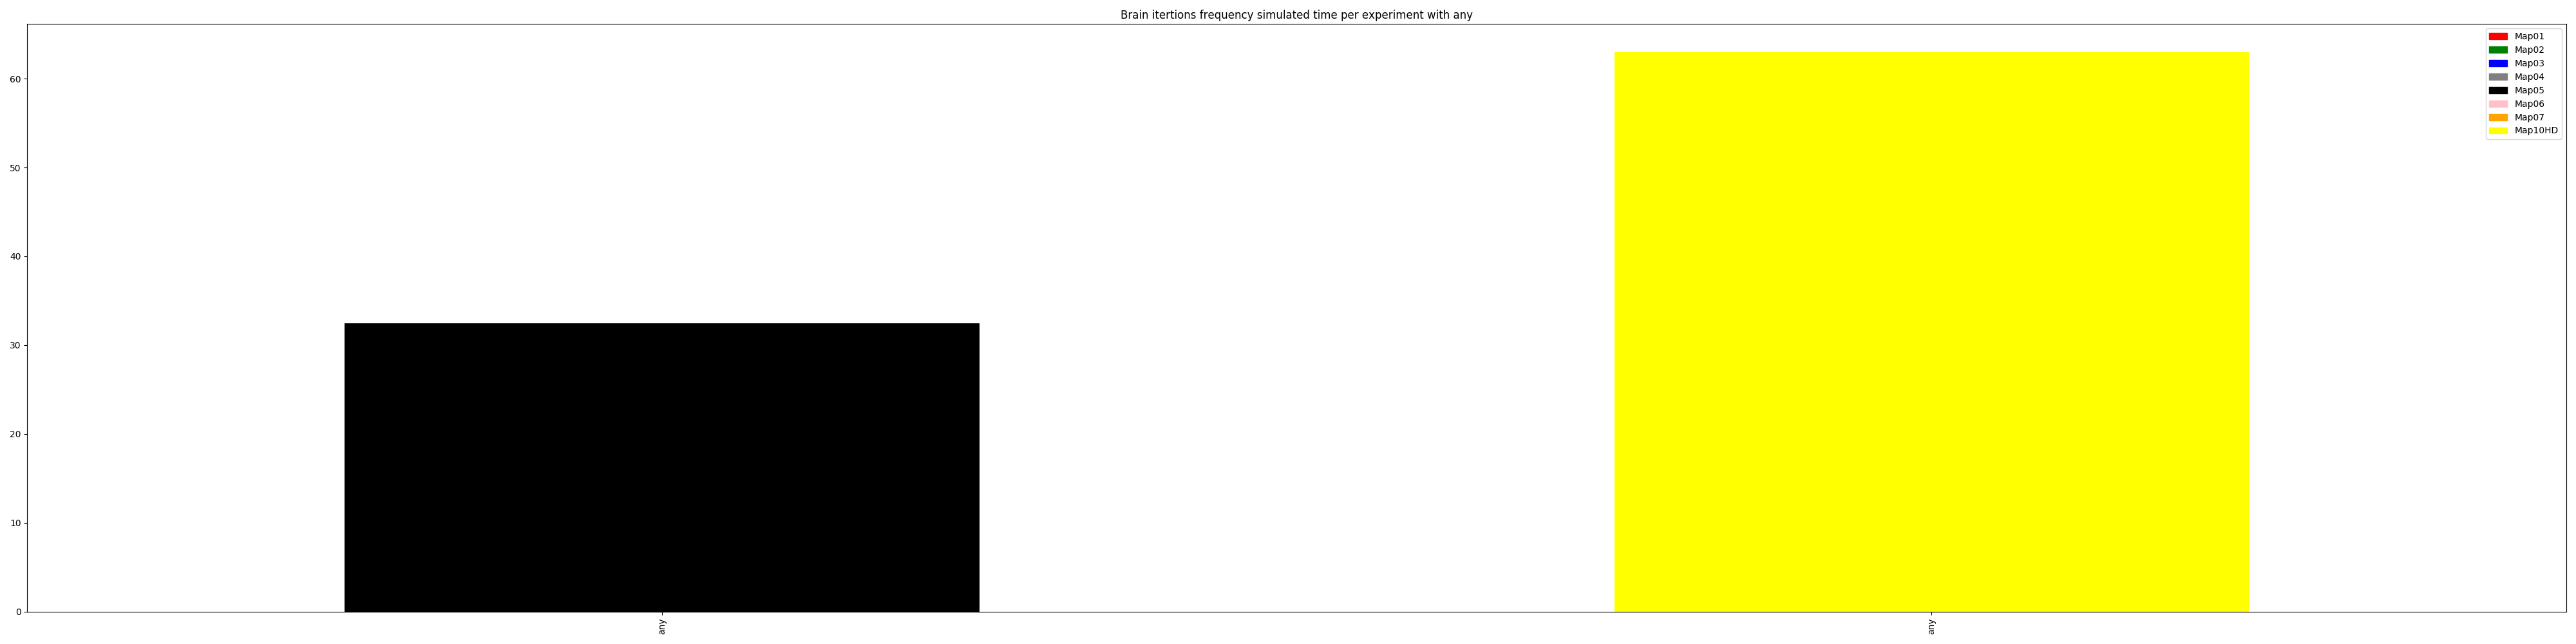 Brain itertions frequency simulated time per experiment with any
Map01
Map02
Map03
Map04
Map05
Map06
Map07
Map10HD
60
50
40
30
20
10
0
any
any